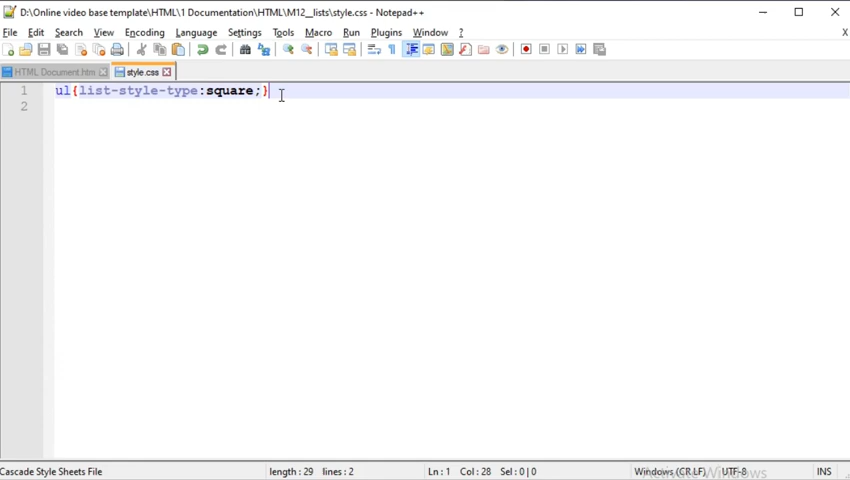 D:\Online video base template\HTML\1 Documentation\HTML\M12__lists\style.css - Notepad++
File Edit Search View Encoding Language Settings Tools Macro Run Plugins Window ? X
HTML Document.htm style.css
1 ul{list-style-type:square;}
2
Cascade Style Sheets File length : 29 lines : 2 Ln : 1 Col : 28 Sel : 0 | 0 Windows (CR LF) UTF-8 INS
Activate Windows